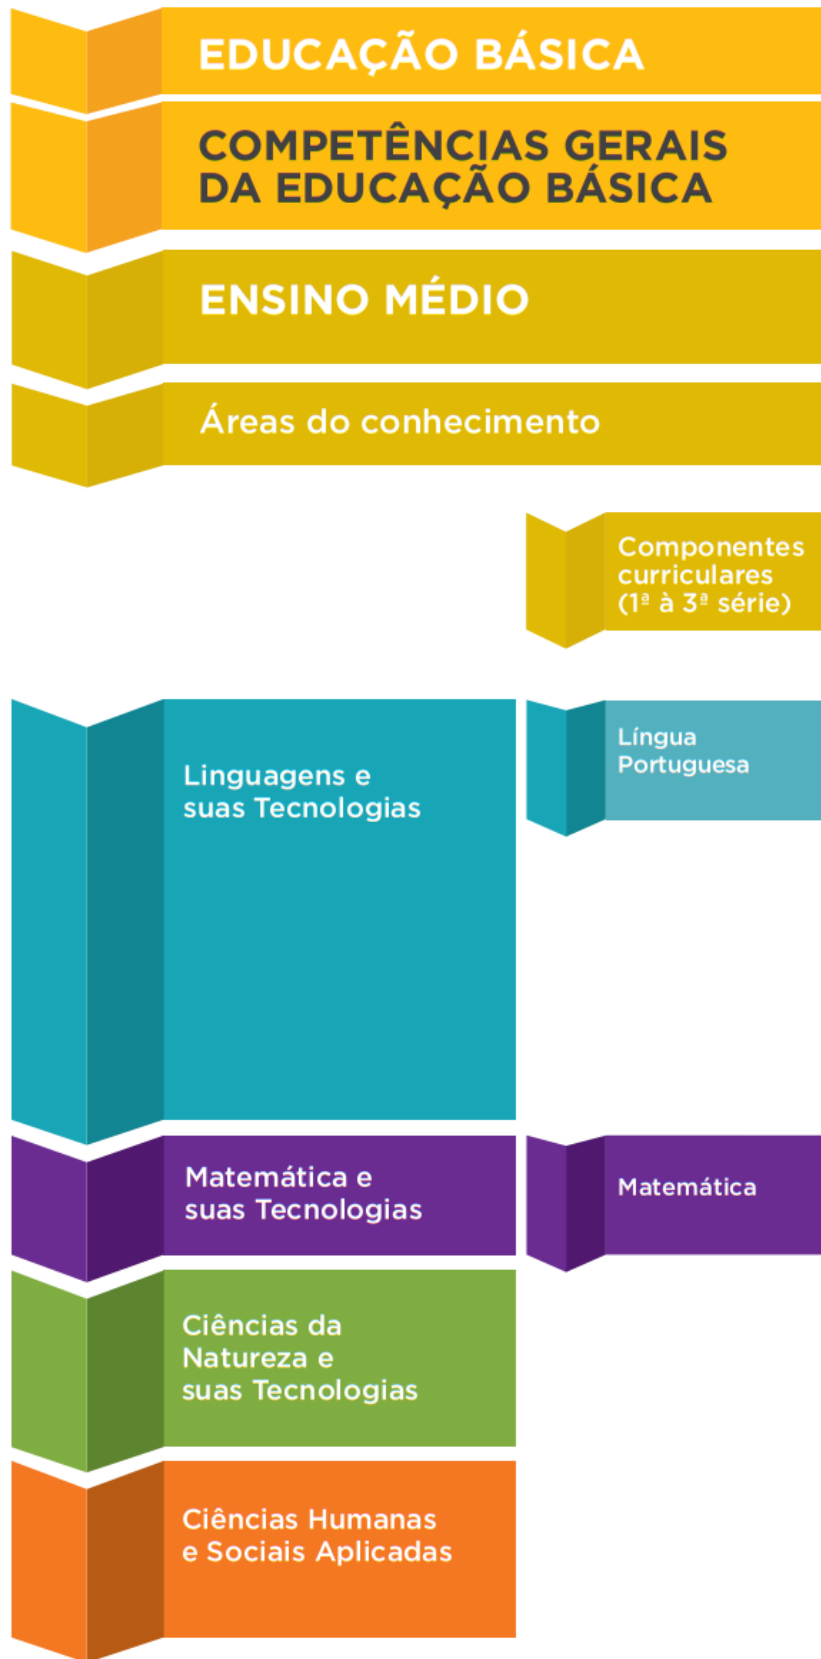 EDUCAÇÃO BÁSICA
COMPETÊNCIAS GERAIS
DA EDUCAÇÃO BÁSICA
ENSINO MÉDIO
Áreas do conhecimento
Componentes
curriculares
(1ª à 3ª série)
Linguagens e
suas Tecnologias
Língua
Portuguesa
Matemática e
suas Tecnologias
Matemática
Ciências da
Natureza e
suas Tecnologias
Ciências Humanas
e Sociais Aplicadas